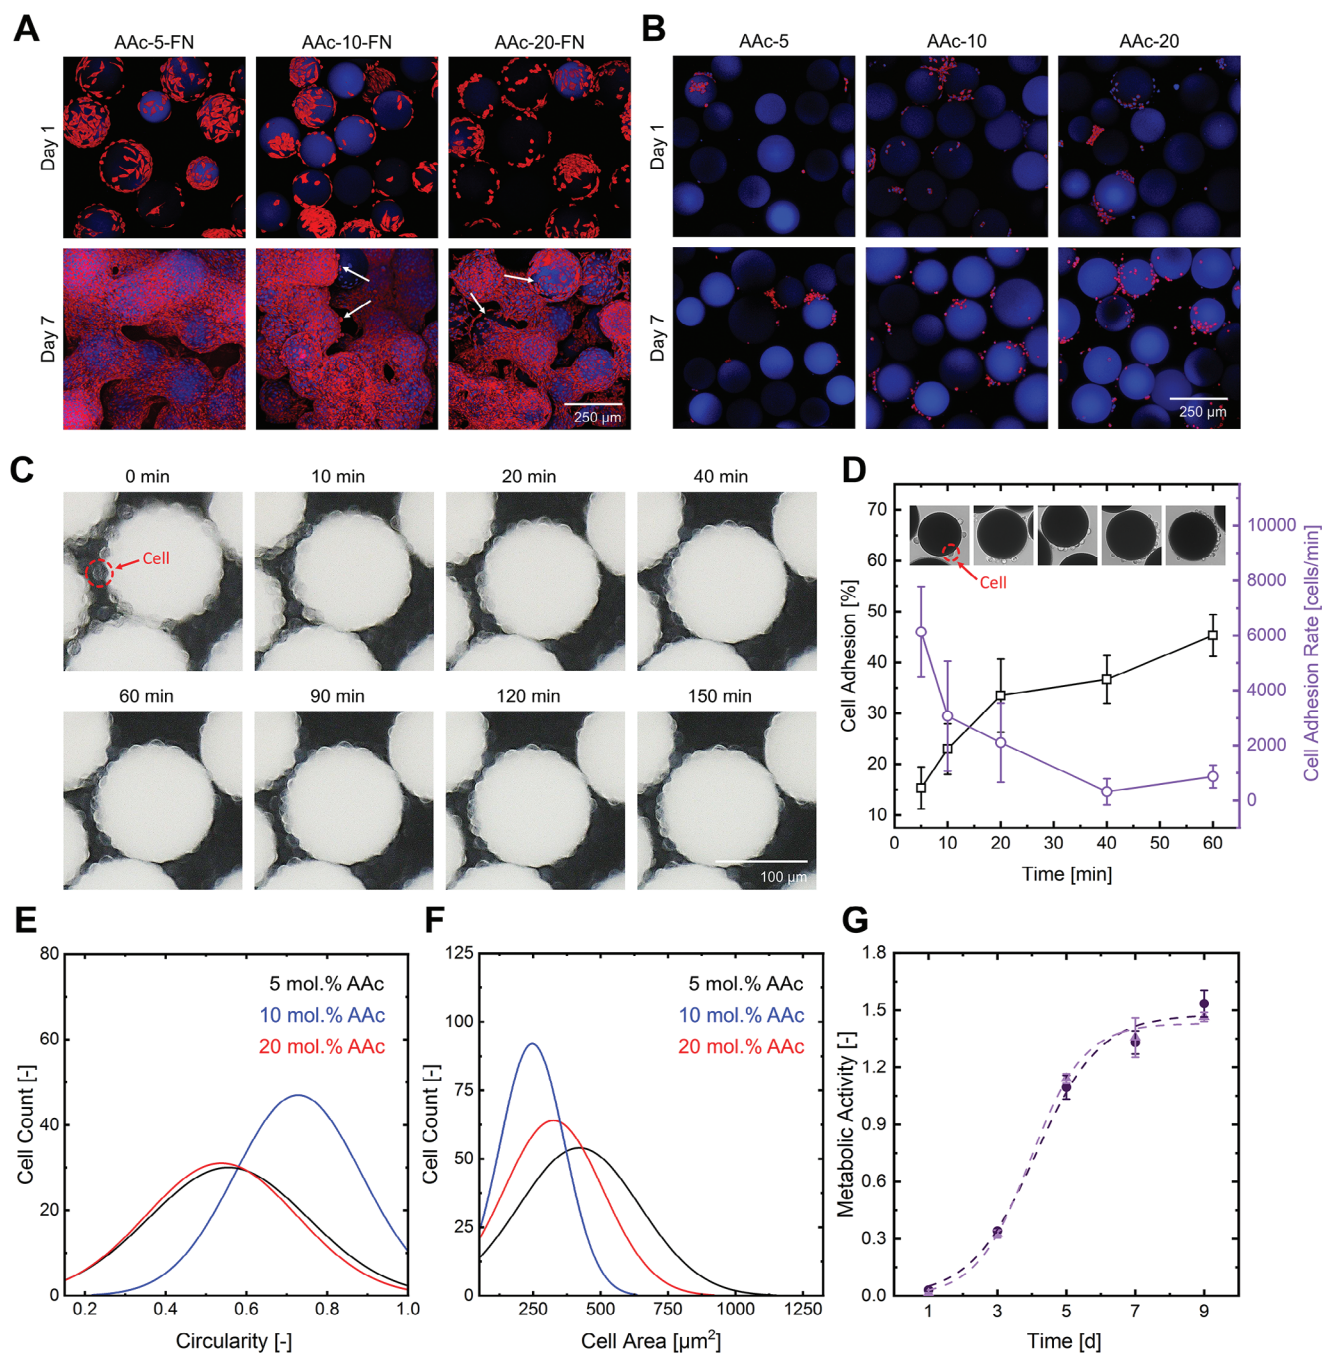 A
AAc-5-FN AAc-10-FN AAc-20-FN
Day 1
Day 7
250 μm
B
AAc-5 AAc-10 AAc-20
Day 1
Day 7
250 μm
C
0 min 10 min 20 min 40 min
Cell
60 min 90 min 120 min 150 min
100 μm
D
Cell Adhesion [%]
70
60
50
40
30
20
10
Cell
Cell Adhesion Rate [cells/min]
10000
8000
6000
4000
2000
0
0 10 20 30 40 50 60
Time [min]
E
Cell Count [-]
80
60
40
20
0
5 mol.% AAc
10 mol.% AAc
20 mol.% AAc
0.2 0.4 0.6 0.8 1.0
Circularity [-]
F
Cell Count [-]
125
100
75
50
25
0
5 mol.% AAc
10 mol.% AAc
20 mol.% AAc
250 500 750 1000 1250
Cell Area [μm²]
G
Metabolic Activity [-]
1.8
1.5
1.2
0.9
0.6
0.3
0.0
1 3 5 7 9
Time [d]